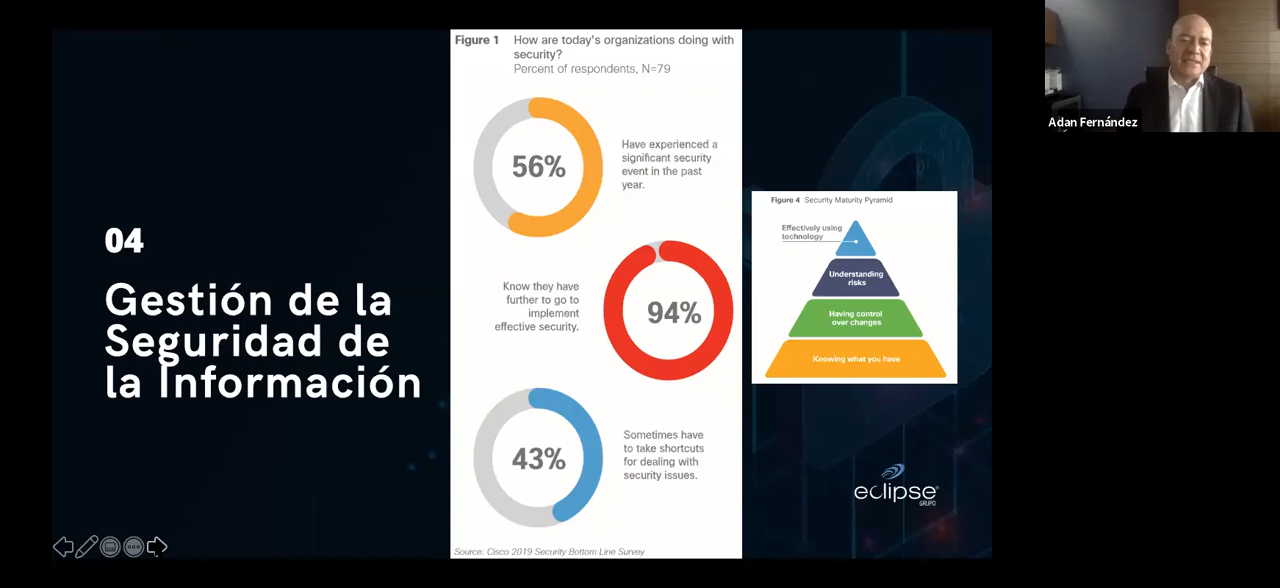 04
Gestión de la
Seguridad de
la Información
Figure 1 How are today's organizations doing with
security?
Percent of respondents, N=79
56%
Have experienced a
significant security
event in the past
year.
Know they have
further to go to
implement
effective security.
94%
43%
Sometimes have
to take shortcuts
for dealing with
security issues.
Source: Cisco 2019 Security Bottom Line Survey
Figure 4 Security Maturity Pyramid
Effectively using
technology
Understanding
risks
Having control
over changes
Knowing what you have
eclipse®
GRUPO
Adan Fernández